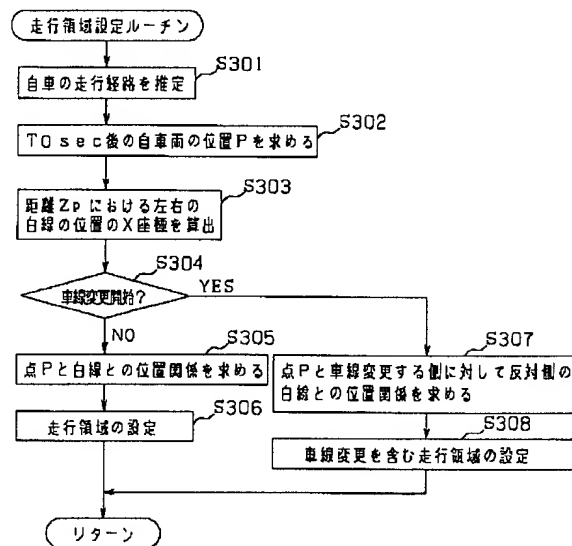 走行領域設定ルーチン
S301
自車の走行経路を推定
S302
T0sec後の自車両の位置Pを求める
S303
距離Zpにおける左右の
白線の位置のX座標を算出
S304
車線変更開始?
YES
NO
S305
点Pと白線との位置関係を求める
S306
走行領域の設定
S307
点Pと車線変更する側に対して反対側の
白線との位置関係を求める
S308
車線変更を含む走行領域の設定
リターン